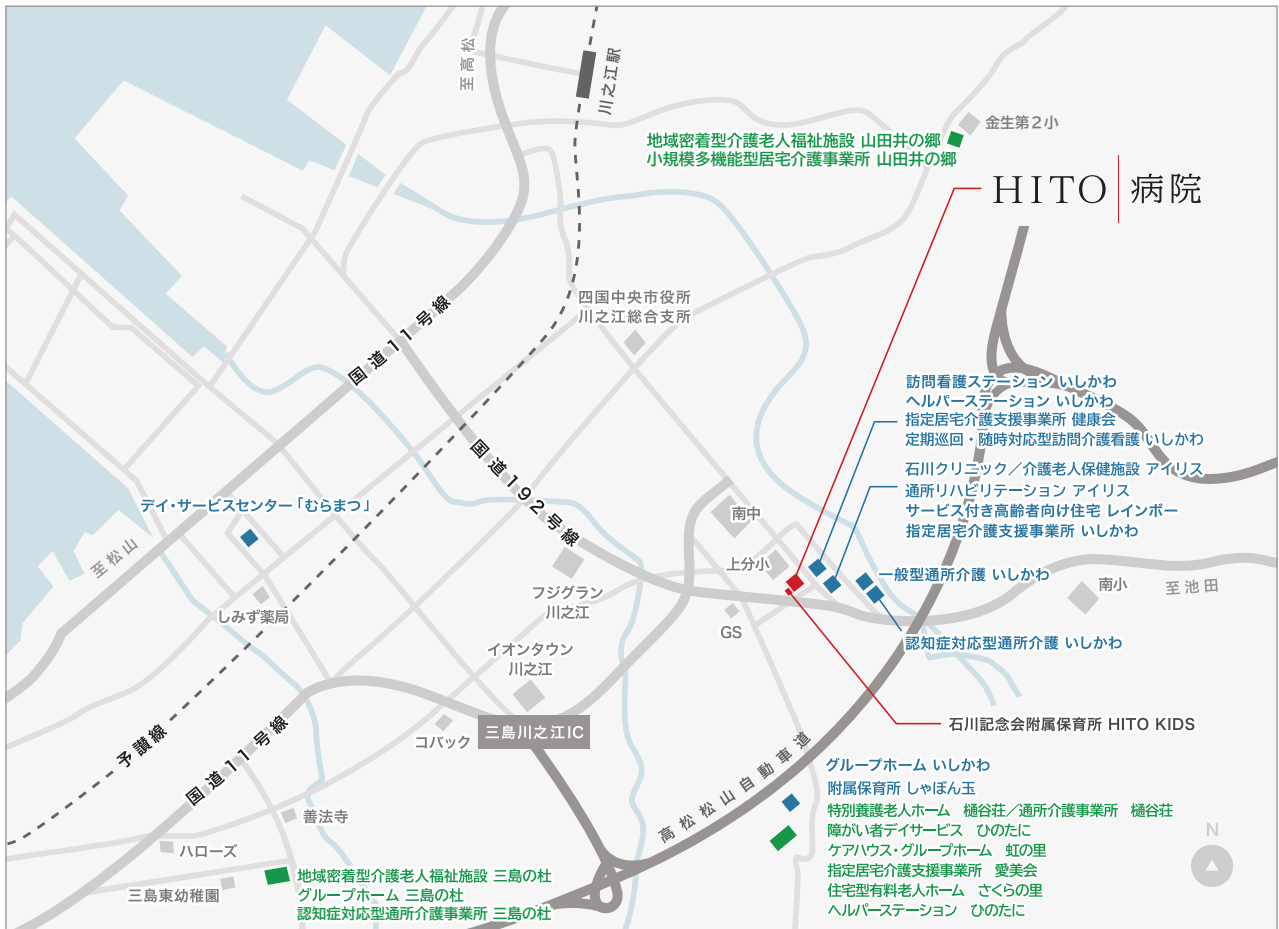 至高松
川之江駅
金生第2小
地域密着型介護老人福祉施設 山田井の郷
小規模多機能型居宅介護事業所 山田井の郷
HITO 病院
四国中央市役所
川之江総合支所
国道11号線
訪問看護ステーション いしかわ
ヘルパーステーション いしかわ
指定居宅介護支援事業所 健康会
定期巡回・随時対応型訪問介護看護 いしかわ
国道192号線
石川クリニック／介護老人保健施設 アイリス
通所リハビリテーション アイリス
サービス付き高齢者向け住宅 レインボー
指定居宅介護支援事業所 いしかわ
デイ・サービスセンター「むらまつ」
南中
至松山
上分小
一般型通所介護 いしかわ
南小
至池田
フジグラン
川之江
しみず薬局
GS
認知症対応型通所介護 いしかわ
イオンタウン
川之江
石川記念会附属保育所 HITO KIDS
三島川之江IC
コバック
予讃線
国道11号線
高松松山自動車道
グループホーム いしかわ
附属保育所 しゃぼん玉
特別養護老人ホーム 樋谷荘／通所介護事業所 樋谷荘
障がい者デイサービス ひのたに
ケアハウス・グループホーム 虹の里
指定居宅介護支援事業所 愛美会
住宅型有料老人ホーム さくらの里
ヘルパーステーション ひのたに
N
善法寺
ハローズ
三島東幼稚園
地域密着型介護老人福祉施設 三島の杜
グループホーム 三島の杜
認知症対応型通所介護事業所 三島の杜